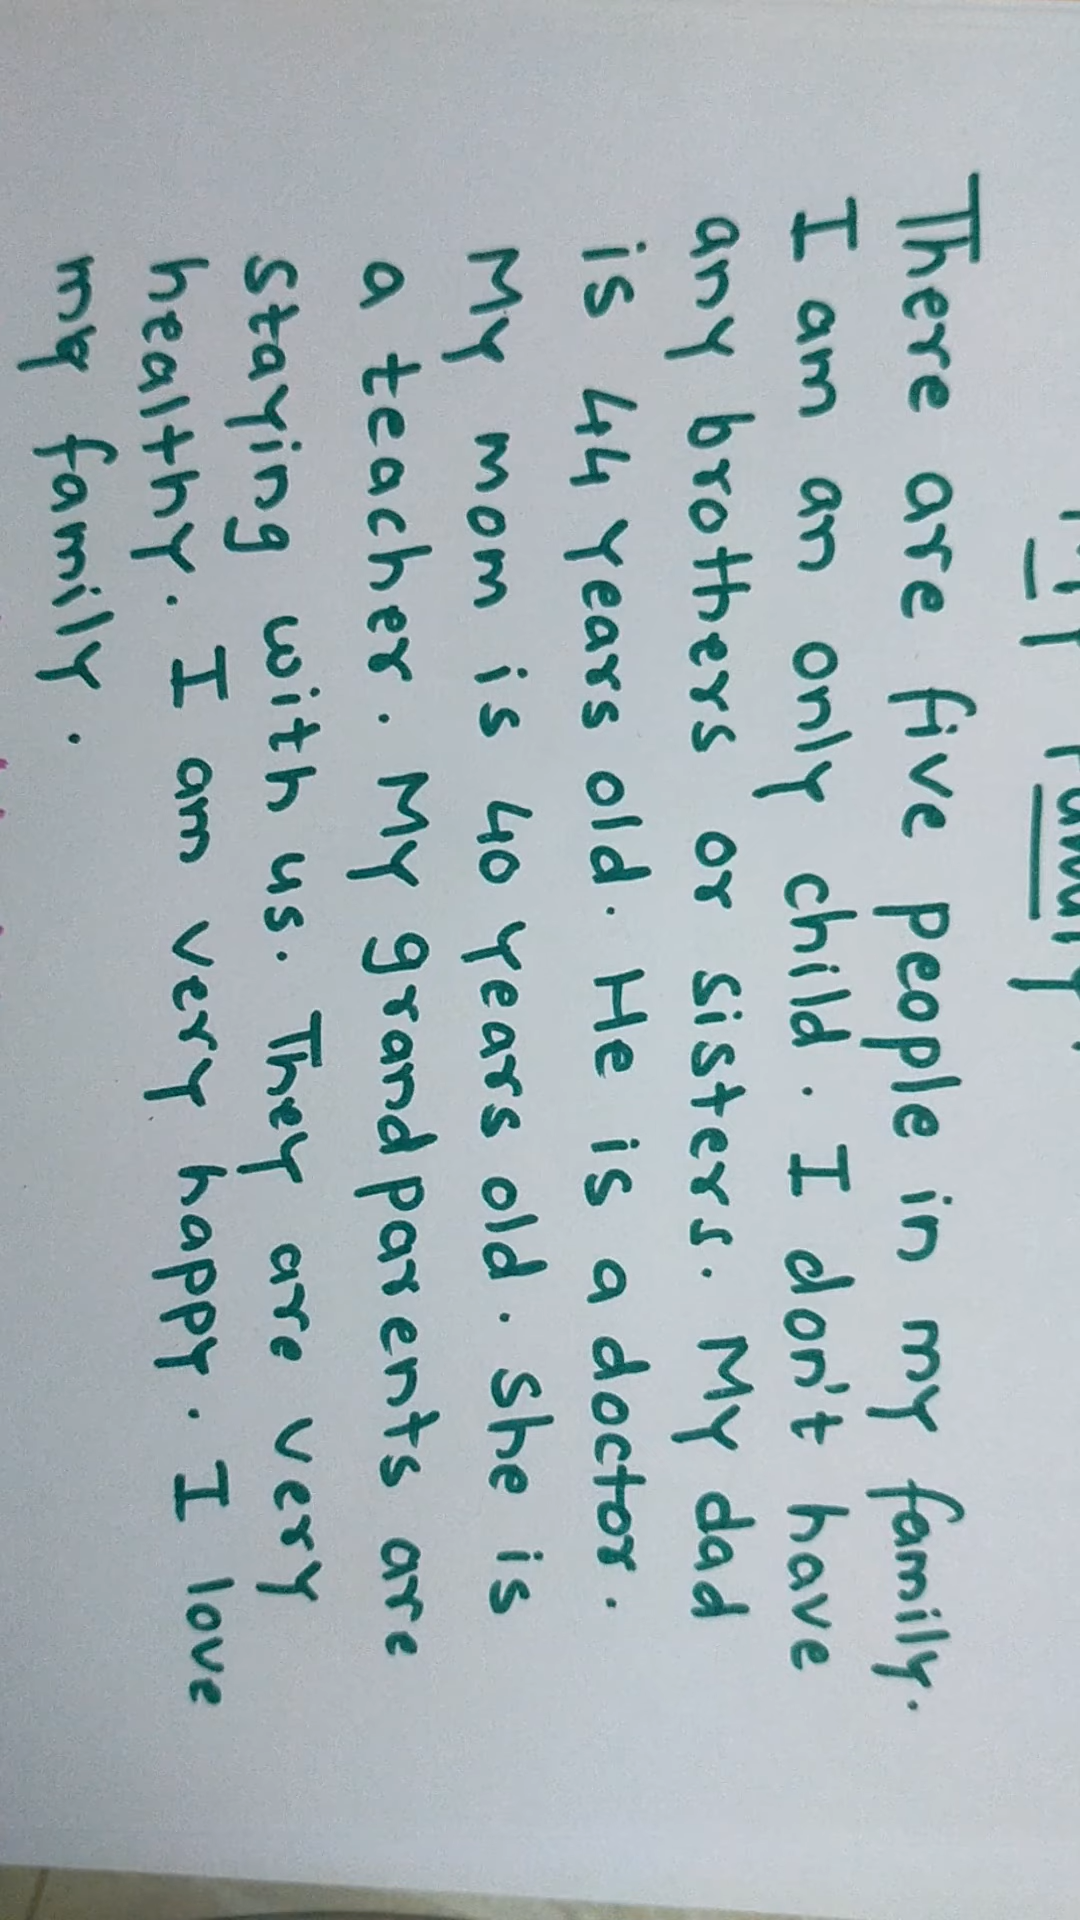 My Family.
There are five people in my family.
I am an only child. I don't have
any brothers or sisters. My dad
is 44 years old. He is a doctor.
My mom is 40 years old. She is
a teacher. My grandparents are
staying with us. They are very
healthy. I am very happy. I love
my family.